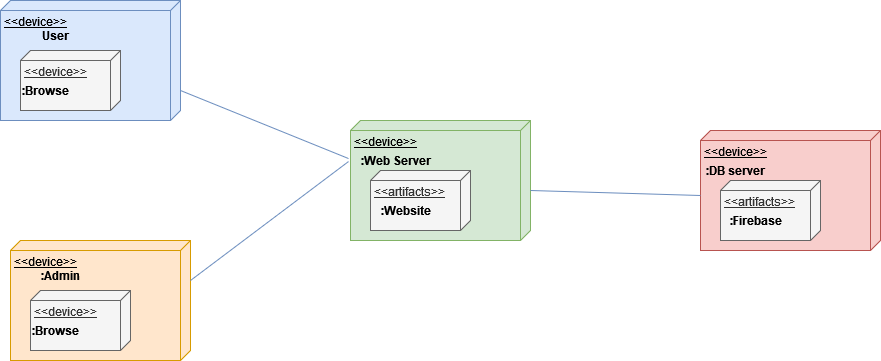 <<device>>
User
<<device>>
:Browse
<<device>>
:Web Server
<<artifacts>>
:Website
<<device>>
:DB server
<<artifacts>>
:Firebase
<<device>>
:Admin
<<device>>
:Browse